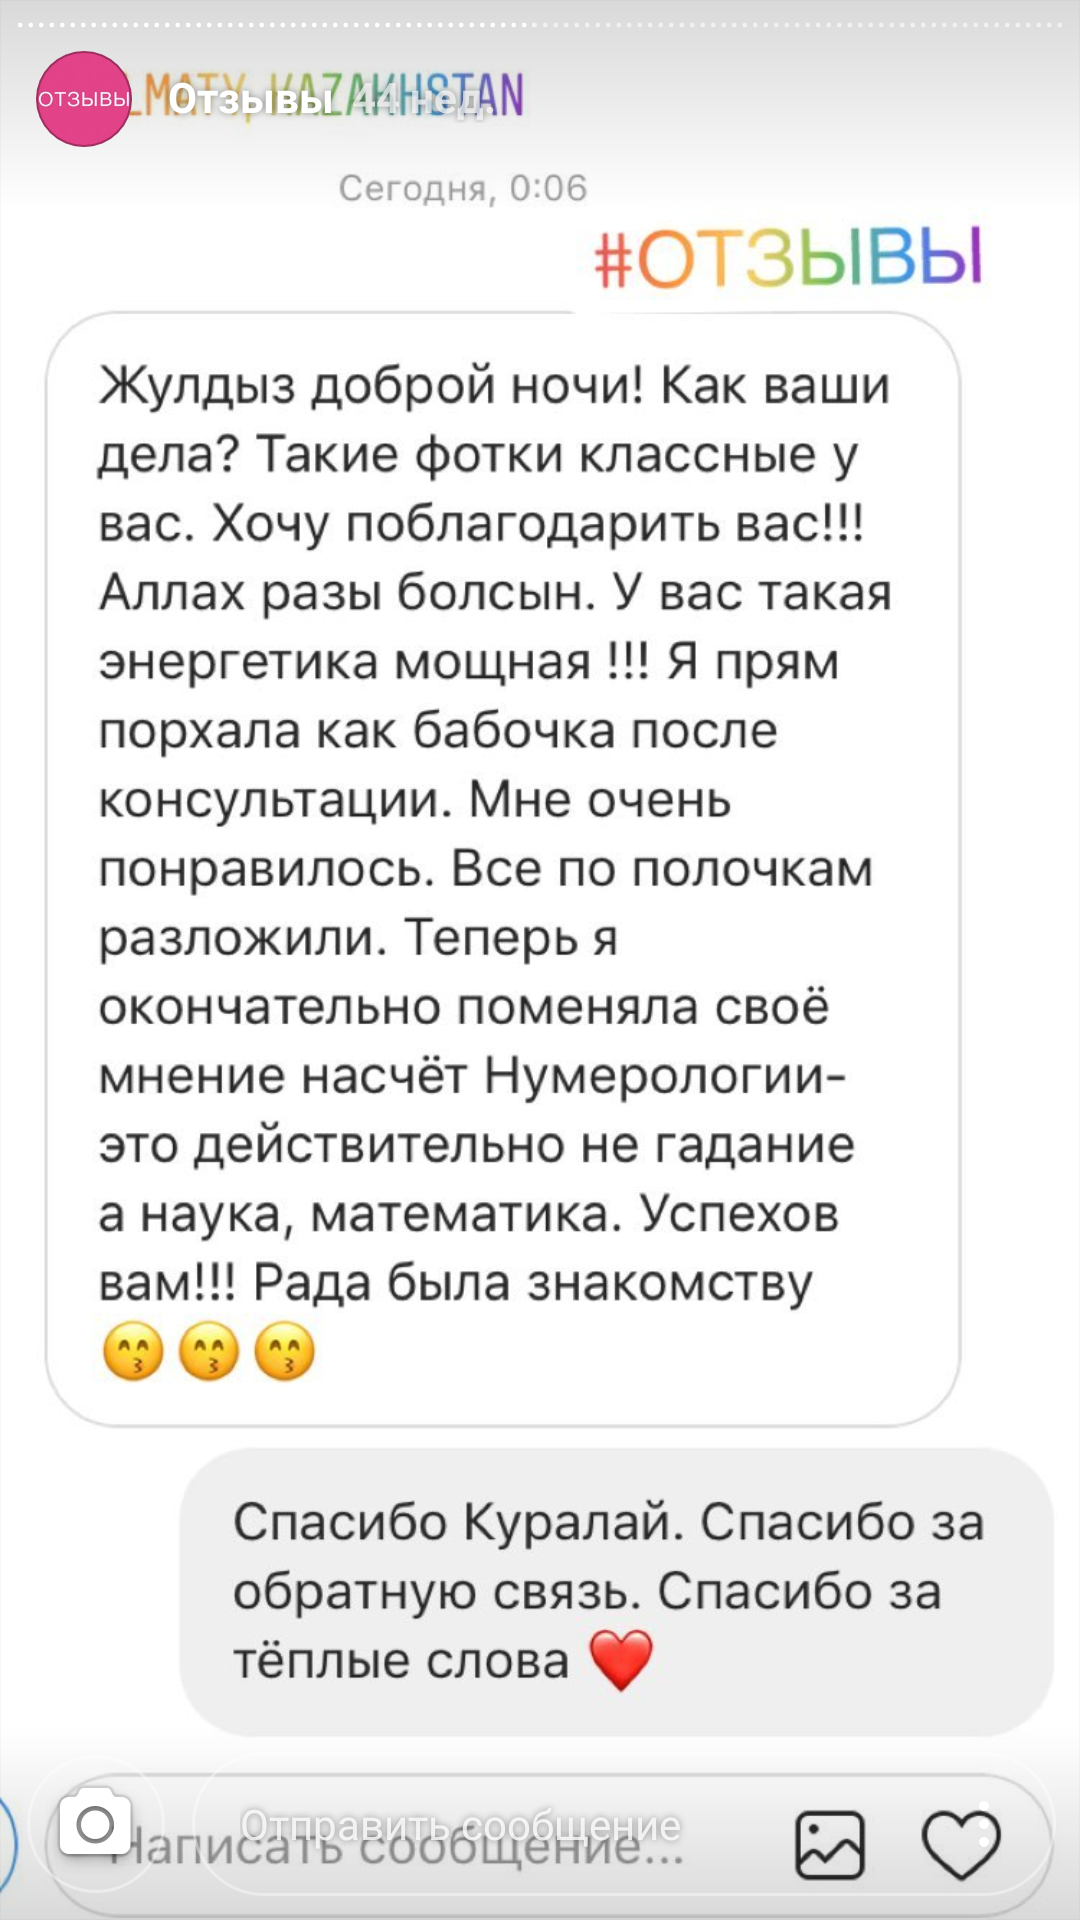 ОТЗЫВЫ
LMATY, KAZAKHSTAN
Отзывы 44 нед.
Сегодня, 0:06
#ОТЗЫВЫ
Жулдыз доброй ночи! Как ваши
дела? Такие фотки классные у
вас. Хочу поблагодарить вас!!!
Аллах разы болсын. У вас такая
энергетика мощная !!! Я прям
порхала как бабочка после
консультации. Мне очень
понравилось. Все по полочкам
разложили. Теперь я
окончательно поменяла своё
мнение насчёт Нумерологии-
это действительно не гадание
а наука, математика. Успехов
вам!!! Рада была знакомству
😙😙😙
Спасибо Куралай. Спасибо за
обратную связь. Спасибо за
тёплые слова ❤️
Отправить сообщение
Написать сообщение...